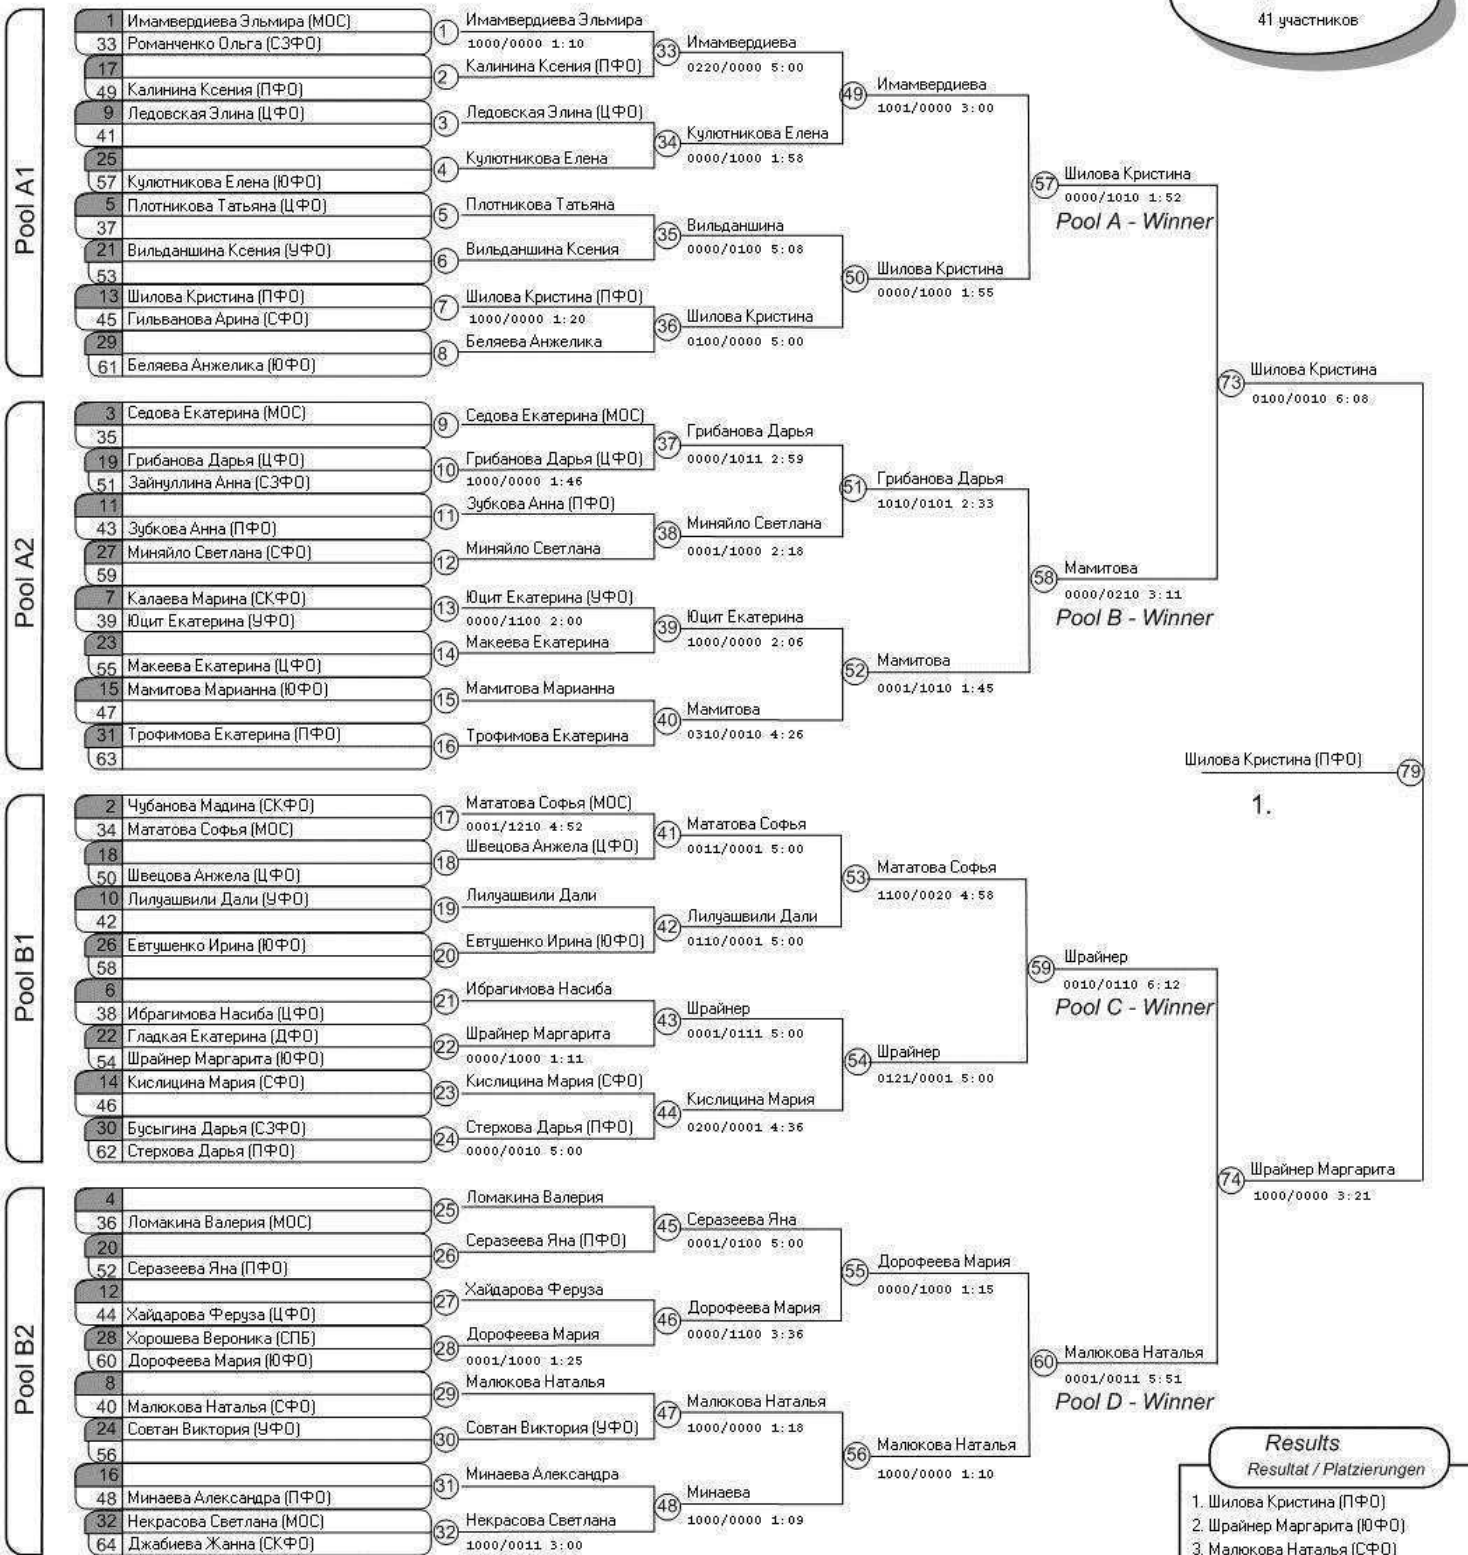 41 участников
Pool A1
1 Имамвердиева Эльмира (МОС)
33 Романченко Ольга (СЗФО)
17
49 Калинина Ксения (ПФО)
9 Ледовская Элина (ЦФО)
41
25
57 Кулютникова Елена (ЮФО)
5 Плотникова Татьяна (ЦФО)
37
21 Вильданшина Ксения (УФО)
53
13 Шилова Кристина (ПФО)
45 Гильванова Арина (СФО)
29
61 Беляева Анжелика (ЮФО)
1 Имамвердиева Эльмира
1000/0000 1:10
2 Калинина Ксения (ПФО)
3 Ледовская Элина (ЦФО)
4 Кулютникова Елена
5 Плотникова Татьяна
6 Вильданшина Ксения
7 Шилова Кристина (ПФО)
1000/0000 1:20
8 Беляева Анжелика
33 Имамвердиева
0220/0000 5:00
34 Кулютникова Елена
0000/1000 1:58
35 Вильданшина
0000/0100 5:08
36 Шилова Кристина
0100/0000 5:00
49 Имамвердиева
1001/0000 3:00
50 Шилова Кристина
0000/1000 1:55
57 Шилова Кристина
0000/1010 1:52
Pool A - Winner
Pool A2
3 Седова Екатерина (МОС)
35
19 Грибанова Дарья (ЦФО)
51 Зайнуллина Анна (СЗФО)
11
43 Зубкова Анна (ПФО)
27 Миняйло Светлана (СФО)
59
7 Калаева Марина (СКФО)
39 Юцит Екатерина (УФО)
23
55 Макеева Екатерина (ЦФО)
15 Мамитова Марианна (ЮФО)
47
31 Трофимова Екатерина (ПФО)
63
9 Седова Екатерина (МОС)
10 Грибанова Дарья (ЦФО)
1000/0000 1:46
11 Зубкова Анна (ПФО)
12 Миняйло Светлана
13 Юцит Екатерина (УФО)
0000/1100 2:00
14 Макеева Екатерина
15 Мамитова Марианна
16 Трофимова Екатерина
37 Грибанова Дарья
0000/1011 2:59
38 Миняйло Светлана
0001/1000 2:18
39 Юцит Екатерина
1000/0000 2:06
40 Мамитова
0310/0010 4:26
51 Грибанова Дарья
1010/0101 2:33
52 Мамитова
0001/1010 1:45
58 Мамитова
0000/0210 3:11
Pool B - Winner
73 Шилова Кристина
0100/0010 6:08
Шилова Кристина (ПФО) 79
1.
Pool B1
2 Чубанова Мадина (СКФО)
34 Мататова Софья (МОС)
18
50 Швецова Анжела (ЦФО)
10 Лилуашвили Дали (УФО)
42
26 Евтушенко Ирина (ЮФО)
58
6
38 Ибрагимова Насиба (ЦФО)
22 Гладкая Екатерина (ДФО)
54 Шрайнер Маргарита (ЮФО)
14 Кислицина Мария (СФО)
46
30 Бусыгина Дарья (СЗФО)
62 Стерхова Дарья (ПФО)
17 Мататова Софья (МОС)
0001/1210 4:52
18 Швецова Анжела (ЦФО)
19 Лилуашвили Дали
20 Евтушенко Ирина (ЮФО)
21 Ибрагимова Насиба
22 Шрайнер Маргарита
0000/1000 1:11
23 Кислицина Мария (СФО)
24 Стерхова Дарья (ПФО)
0000/0010 5:00
41 Мататова Софья
0011/0001 5:00
42 Лилуашвили Дали
0110/0001 5:00
43 Шрайнер
0001/0111 5:00
44 Кислицина Мария
0200/0001 4:36
53 Мататова Софья
1100/0020 4:58
54 Шрайнер
0121/0001 5:00
59 Шрайнер
0010/0110 6:12
Pool C - Winner
Pool B2
4
36 Ломакина Валерия (МОС)
20
52 Серазеева Яна (ПФО)
12
44 Хайдарова Феруза (ЦФО)
28 Хорошева Вероника (СПБ)
60 Дорофеева Мария (ЮФО)
8
40 Малюкова Наталья (СФО)
24 Совтан Виктория (УФО)
56
16
48 Минаева Александра (ПФО)
32 Некрасова Светлана (МОС)
64 Джабиева Жанна (СКФО)
25 Ломакина Валерия
26 Серазеева Яна (ПФО)
27 Хайдарова Феруза
28 Дорофеева Мария
0001/1000 1:25
29 Малюкова Наталья
30 Совтан Виктория (УФО)
31 Минаева Александра
32 Некрасова Светлана
1000/0011 3:00
45 Серазеева Яна
0001/0100 5:00
46 Дорофеева Мария
0000/1100 3:36
47 Малюкова Наталья
1000/0000 1:18
48 Минаева
1000/0000 1:09
55 Дорофеева Мария
0000/1000 1:15
56 Малюкова Наталья
1000/0000 1:10
60 Малюкова Наталья
0001/0011 5:51
Pool D - Winner
74 Шрайнер Маргарита
1000/0000 3:21
Results
Resultat / Platzierungen
1. Шилова Кристина (ПФО)
2. Шрайнер Маргарита (ЮФО)
3. Малюкова Наталья (СФО)